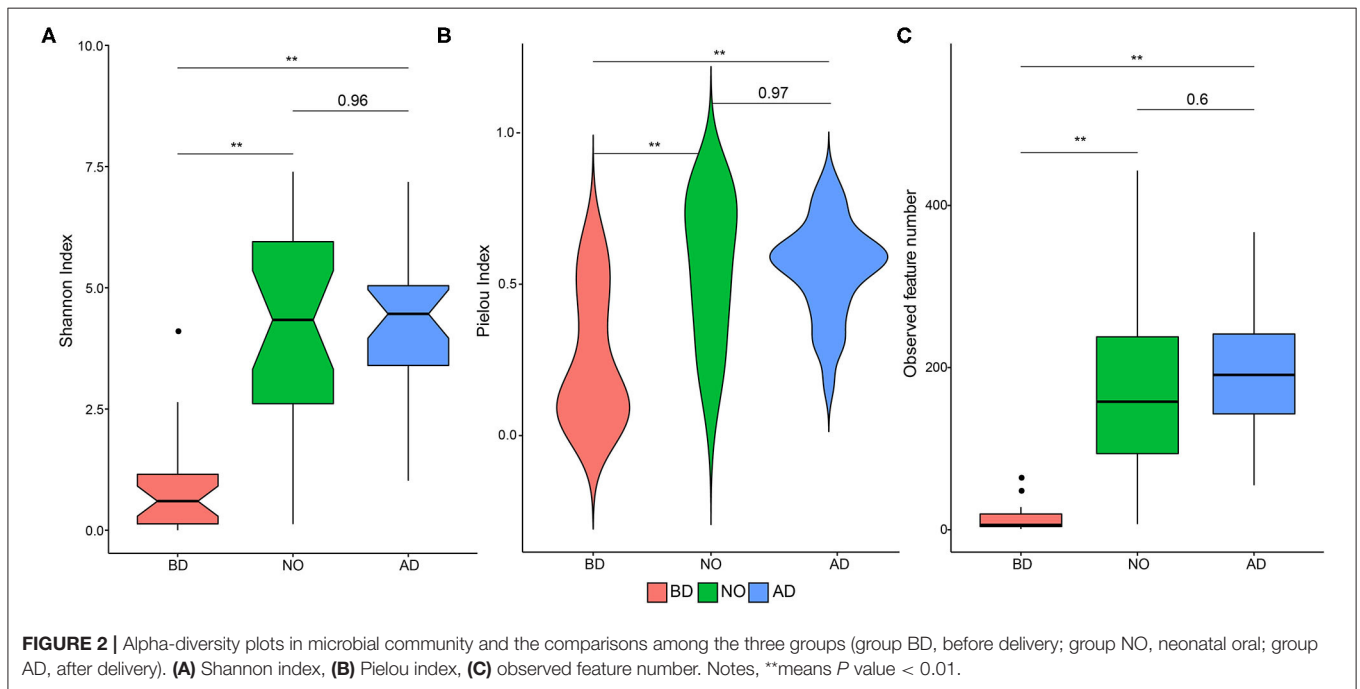 A
10.0
7.5
5.0
2.5
0.0
Shannon Index
**
0.96
**
BD NO AD
B
1.0
0.5
0.0
Pielou Index
**
0.97
**
BD NO AD
C
400
200
0
Observed feature number
**
0.6
**
BD NO AD
BD NO AD
FIGURE 2 | Alpha-diversity plots in microbial community and the comparisons among the three groups (group BD, before delivery; group NO, neonatal oral; group
AD, after delivery). (A) Shannon index, (B) Pielou index, (C) observed feature number. Notes, **means P value < 0.01.